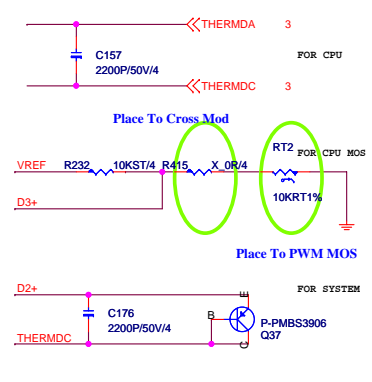 THERMDA 3
C157 FOR CPU
2200P/50V/4
THERMDC 3
Place To Cross Mod
RT2 FOR CPU MOS
VREF R232 10KST/4 R415 X_0R/4
D3+ 10KRT1%
Place To PWM MOS
D2+ E FOR SYSTEM
C176 B P-PMBS3906
2200P/50V/4 Q37
THERMDC C